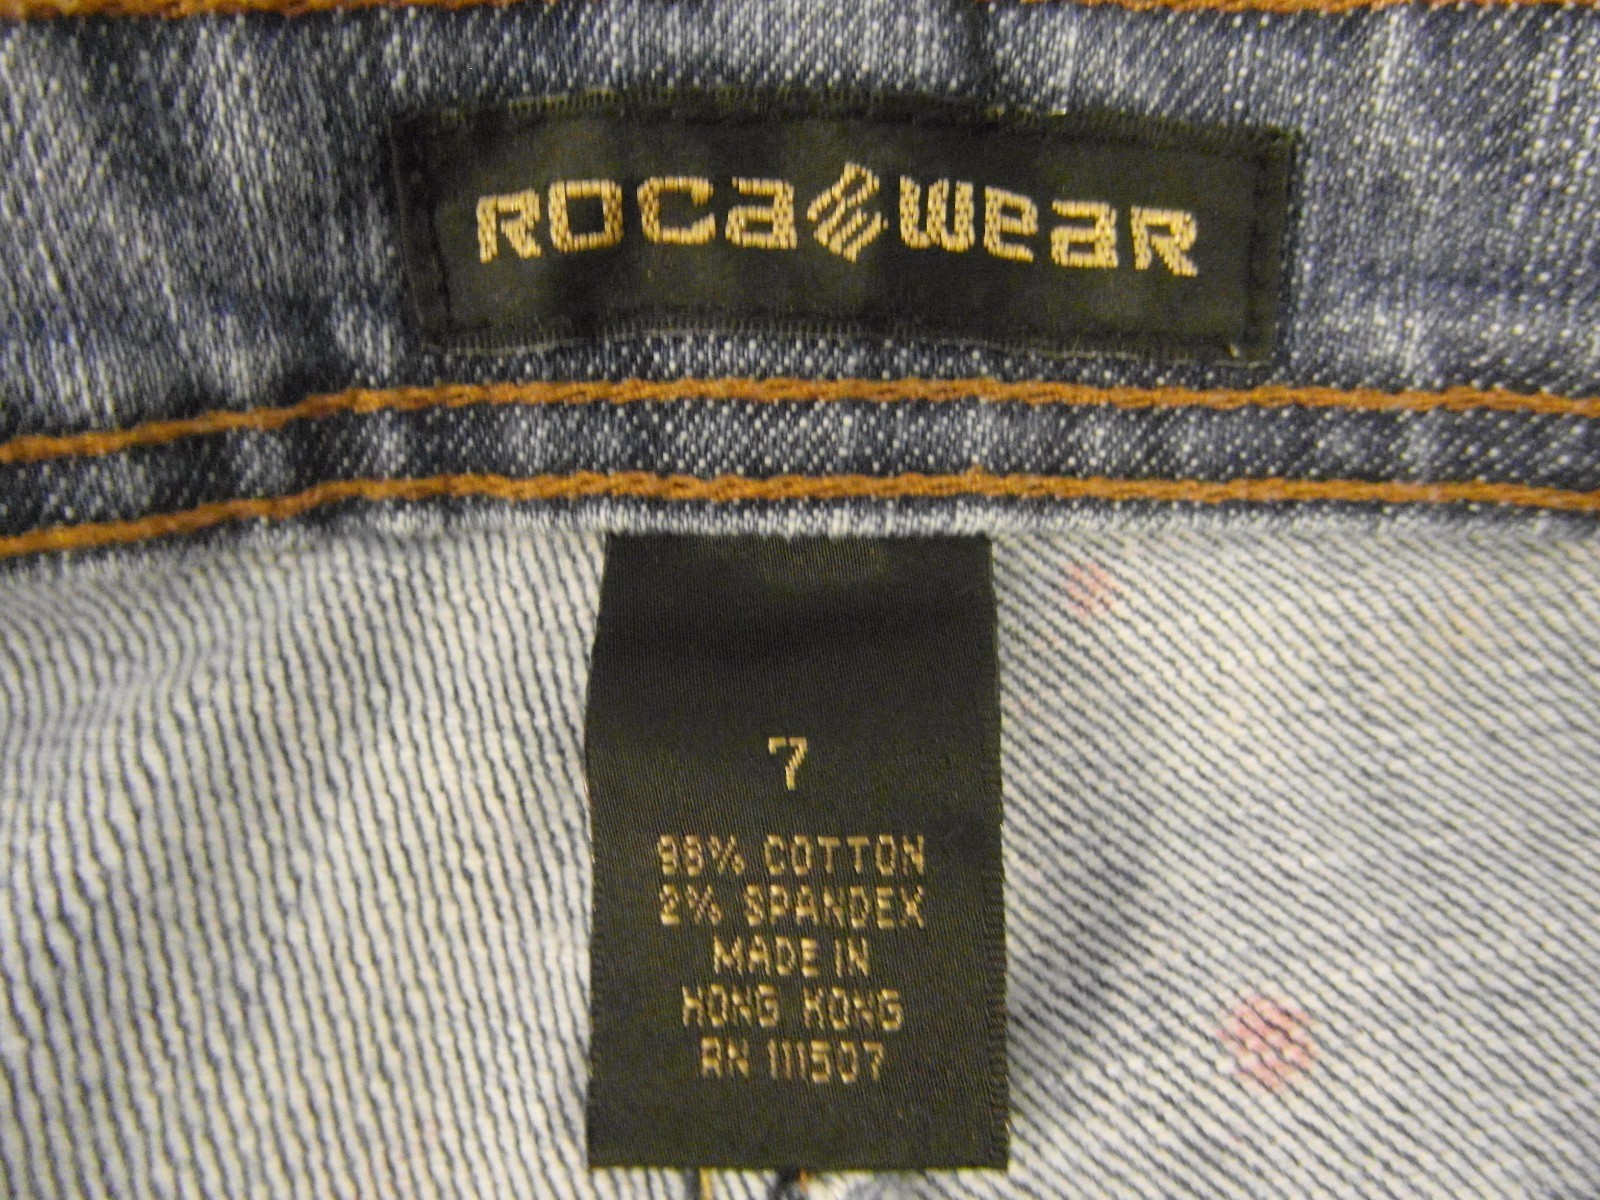 ROCAWEAR
7
98% COTTON
2% SPANDEX
MADE IN
HONG KONG
RN 111507